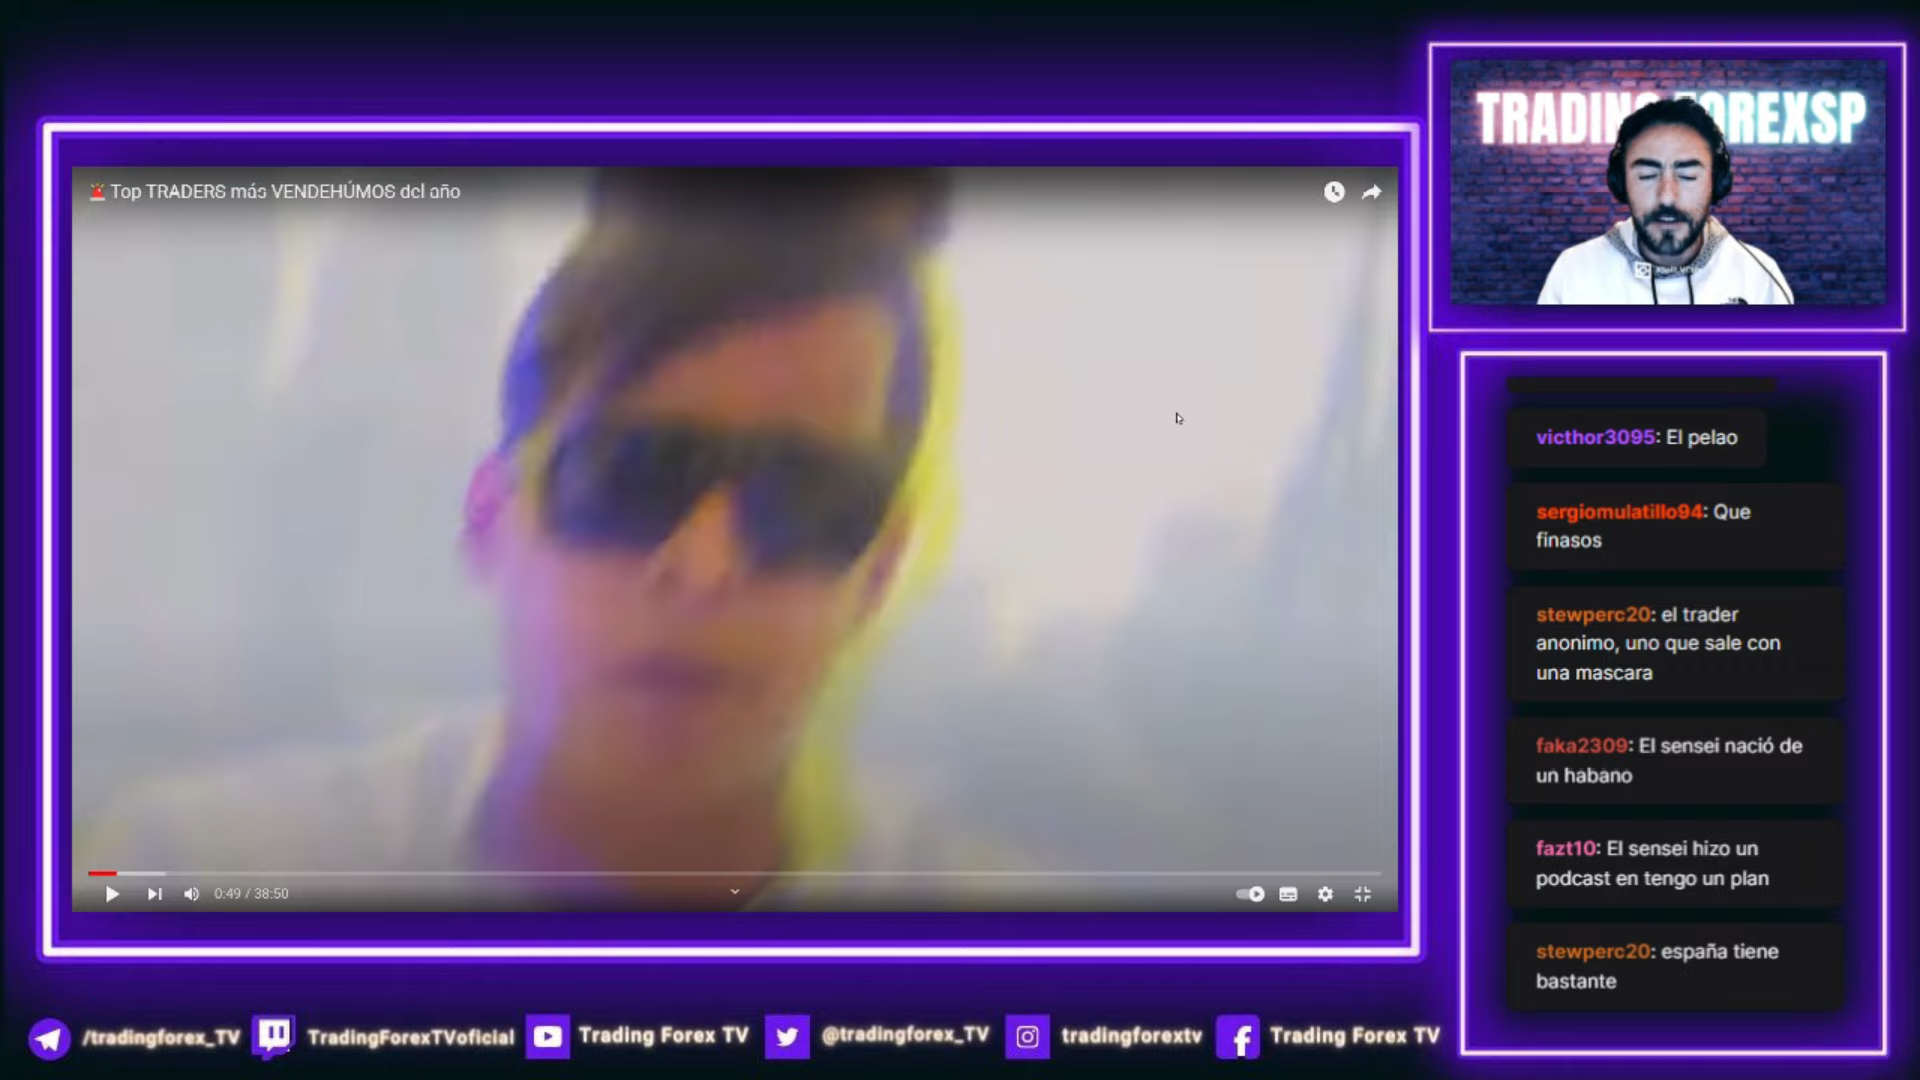 TRADING FOREXSP
🚨 Top TRADERS más VENDEHÚMOS del año
0:49 / 38:50
victhor3095: El pelao
sergiomulatillo94: Que
finasos
stewperc20: el trader
anonimo, uno que sale con
una mascara
faka2309: El sensei nació de
un habano
fazt10: El sensei hizo un
podcast en tengo un plan
stewperc20: españa tiene
bastante
/tradingforex_TV
TradingForexTVoficial
Trading Forex TV
@tradingforex_TV
tradingforextv
Trading Forex TV